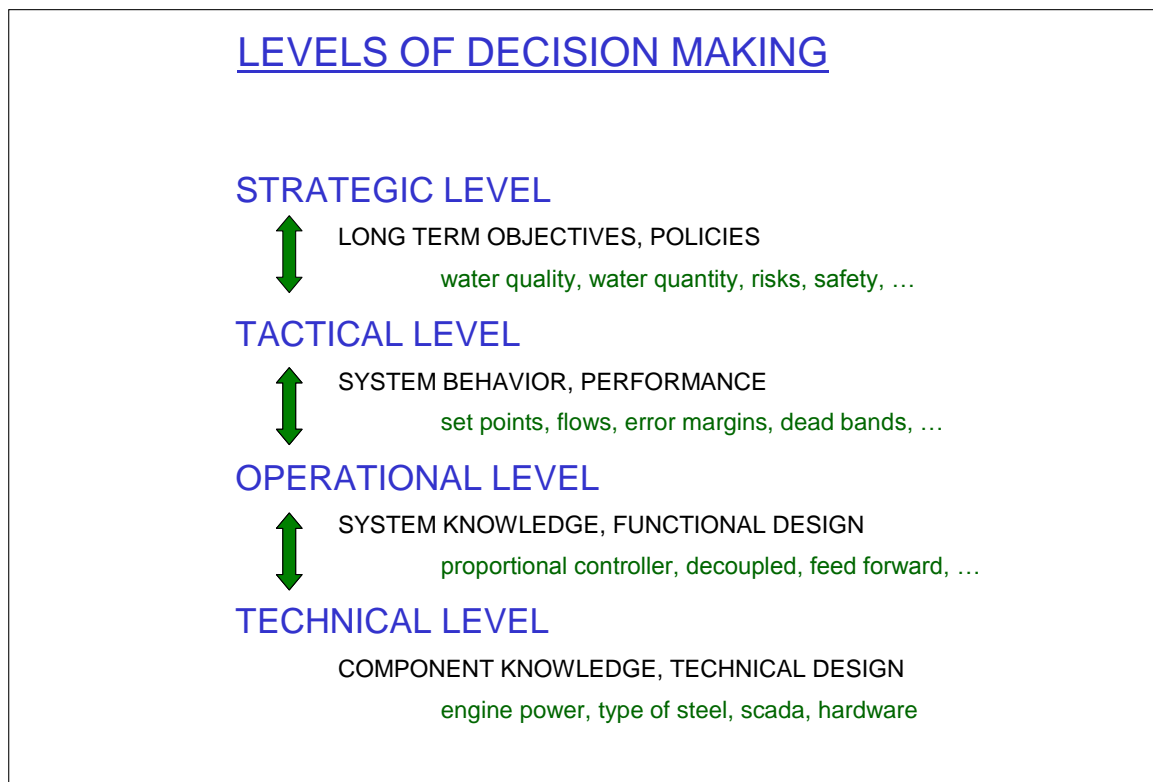 LEVELS OF DECISION MAKING
STRATEGIC LEVEL
LONG TERM OBJECTIVES, POLICIES
water quality, water quantity, risks, safety, …
TACTICAL LEVEL
SYSTEM BEHAVIOR, PERFORMANCE
set points, flows, error margins, dead bands, …
OPERATIONAL LEVEL
SYSTEM KNOWLEDGE, FUNCTIONAL DESIGN
proportional controller, decoupled, feed forward, …
TECHNICAL LEVEL
COMPONENT KNOWLEDGE, TECHNICAL DESIGN
engine power, type of steel, scada, hardware